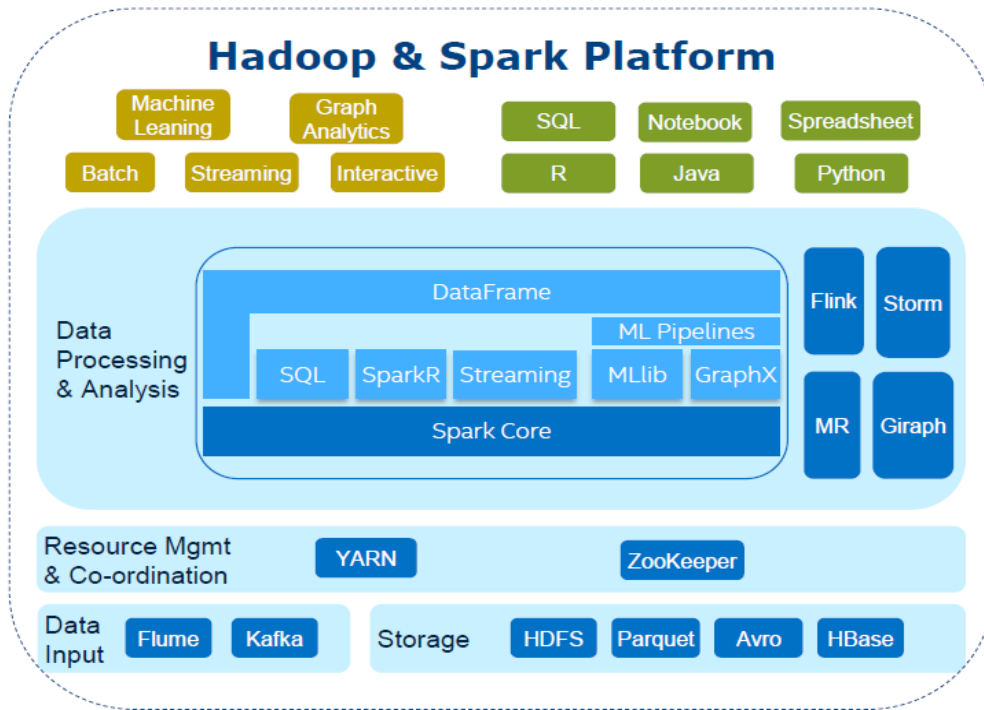 Hadoop & Spark Platform
Machine
Leaning
Graph
Analytics
SQL
Notebook
Spreadsheet
Batch
Streaming
Interactive
R
Java
Python
Data
Processing
& Analysis
DataFrame
ML Pipelines
SQL
SparkR
Streaming
MLlib
GraphX
Spark Core
Flink
Storm
MR
Giraph
Resource Mgmt
& Co-ordination
YARN
ZooKeeper
Data
Input
Flume
Kafka
Storage
HDFS
Parquet
Avro
HBase